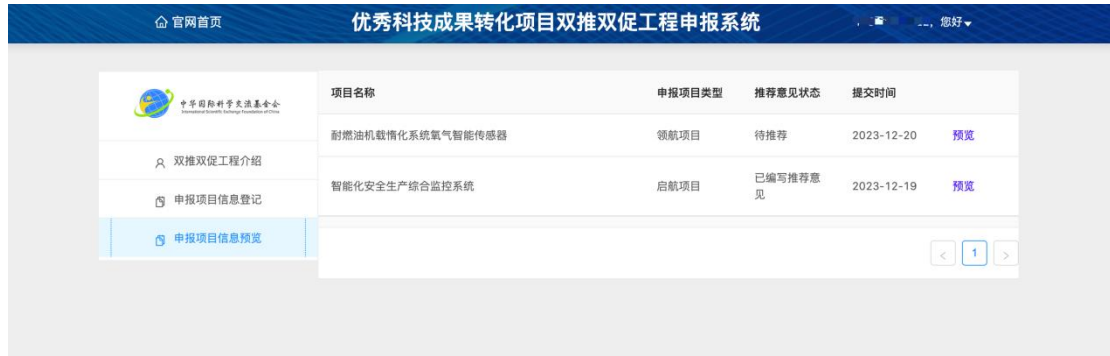 官网首页
优秀科技成果转化项目双推双促工程申报系统
, 您好
中华国际科学交流基金会
International Scientific Exchange Foundation of China
双推双促工程介绍
申报项目信息登记
申报项目信息预览
项目名称 申报项目类型 推荐意见状态 提交时间
耐燃油机载惰化系统氧气智能传感器 领航项目 待推荐 2023-12-20 预览
智能化安全生产综合监控系统 启航项目 已编写推荐意 2023-12-19 预览
见
< 1 >